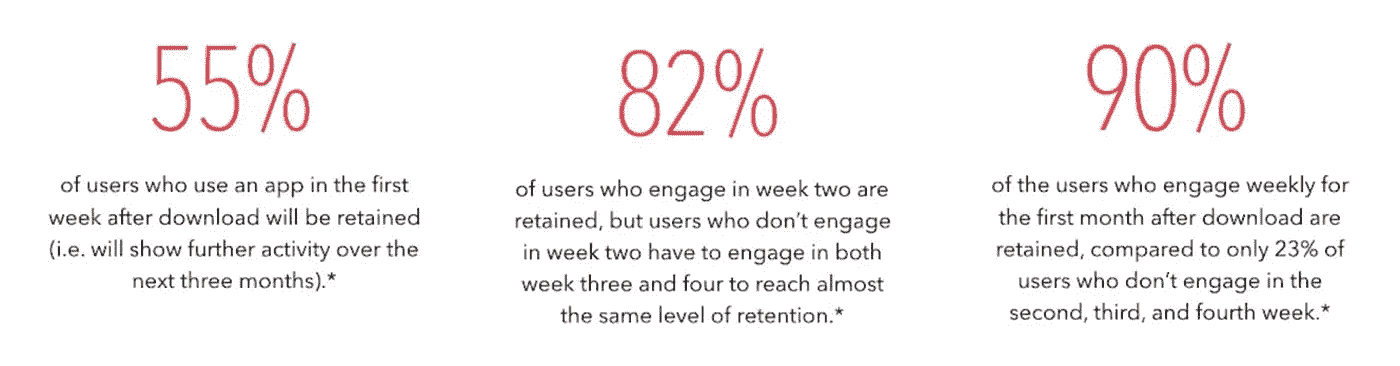 55%
of users who use an app in the first
week after download will be retained
(i.e. will show further activity over the
next three months).*
82%
of users who engage in week two are
retained, but users who don't engage
in week two have to engage in both
week three and four to reach almost
the same level of retention.*
90%
of the users who engage weekly for
the first month after download are
retained, compared to only 23% of
users who don't engage in the
second, third, and fourth week.*